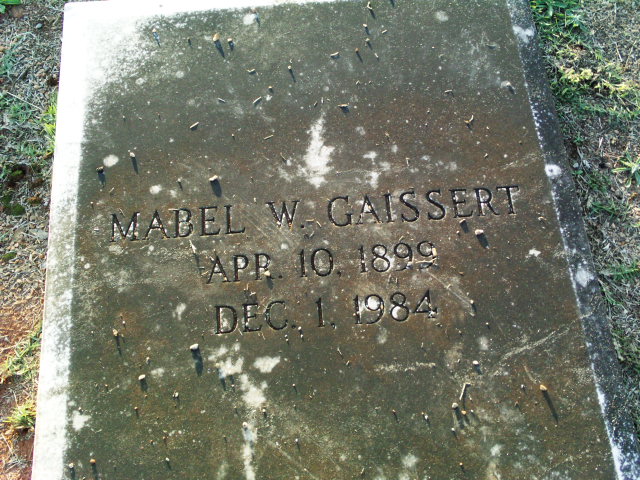 MABEL W. GAISSERT
APR. 10, 1899
DEC. 1, 1984